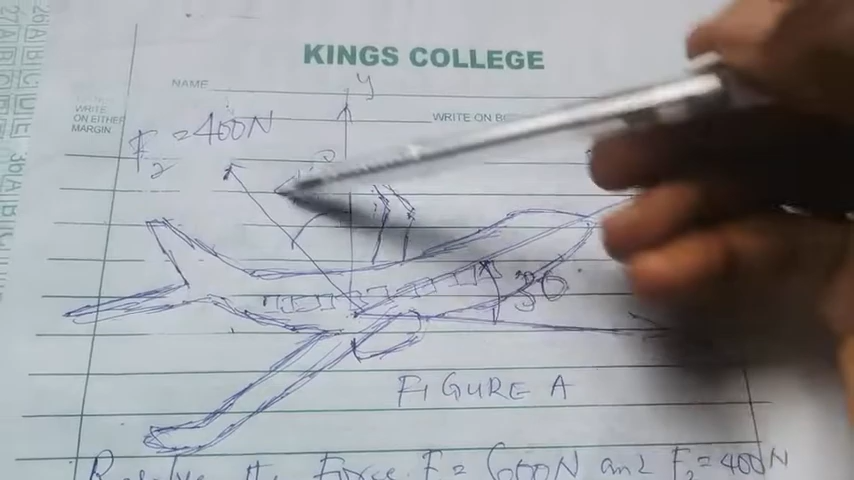 KINGS COLLEGE
NAME
y
WRITE
ON EITHER
MARGIN
WRITE ON
F2 = 400N
30
FIGURE A
Resolve the Force F = 600N and F2 = 400N